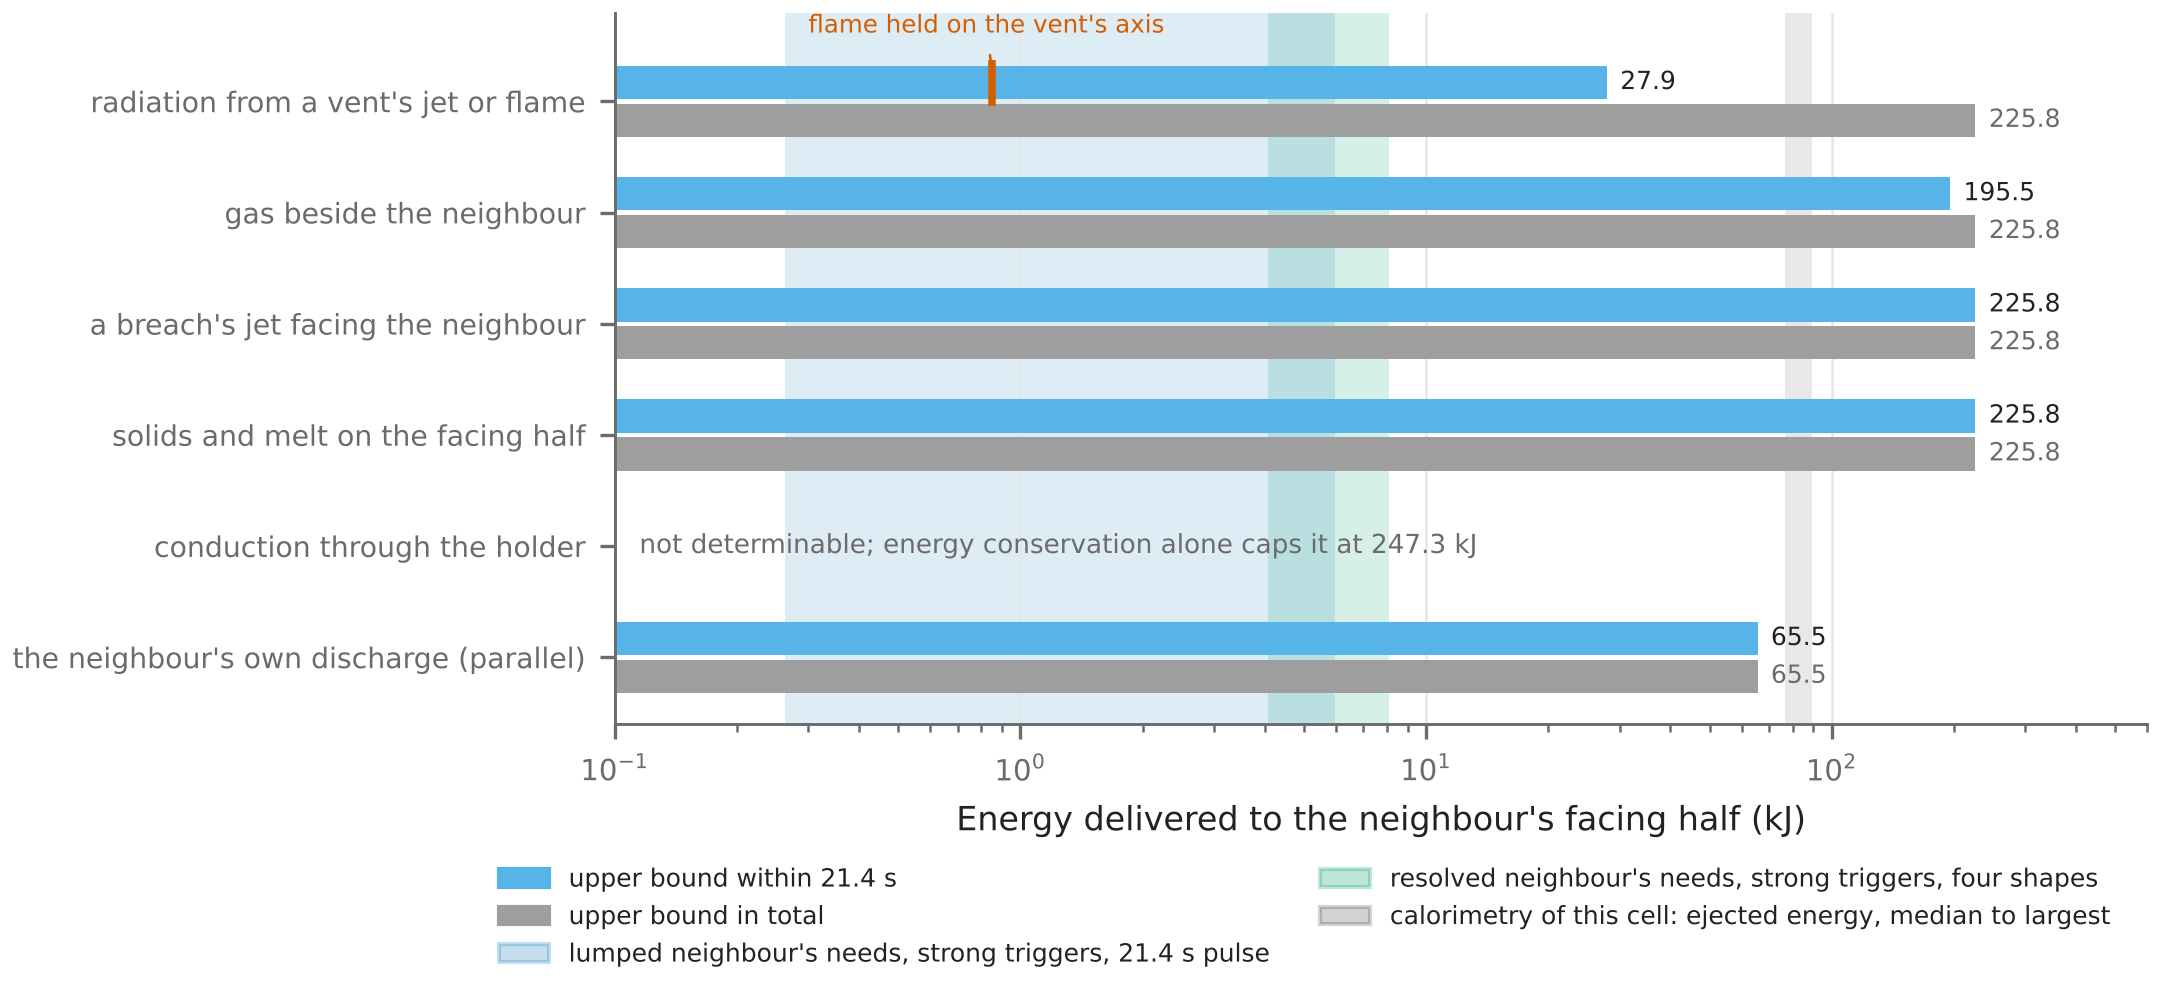 flame held on the vent's axis
radiation from a vent's jet or flame
27.9
225.8
gas beside the neighbour
195.5
225.8
a breach's jet facing the neighbour
225.8
225.8
solids and melt on the facing half
225.8
225.8
conduction through the holder
not determinable; energy conservation alone caps it at 247.3 kJ
the neighbour's own discharge (parallel)
65.5
65.5
10⁻¹ 10⁰ 10¹ 10²
Energy delivered to the neighbour's facing half (kJ)
upper bound within 21.4 s
upper bound in total
lumped neighbour's needs, strong triggers, 21.4 s pulse
resolved neighbour's needs, strong triggers, four shapes
calorimetry of this cell: ejected energy, median to largest